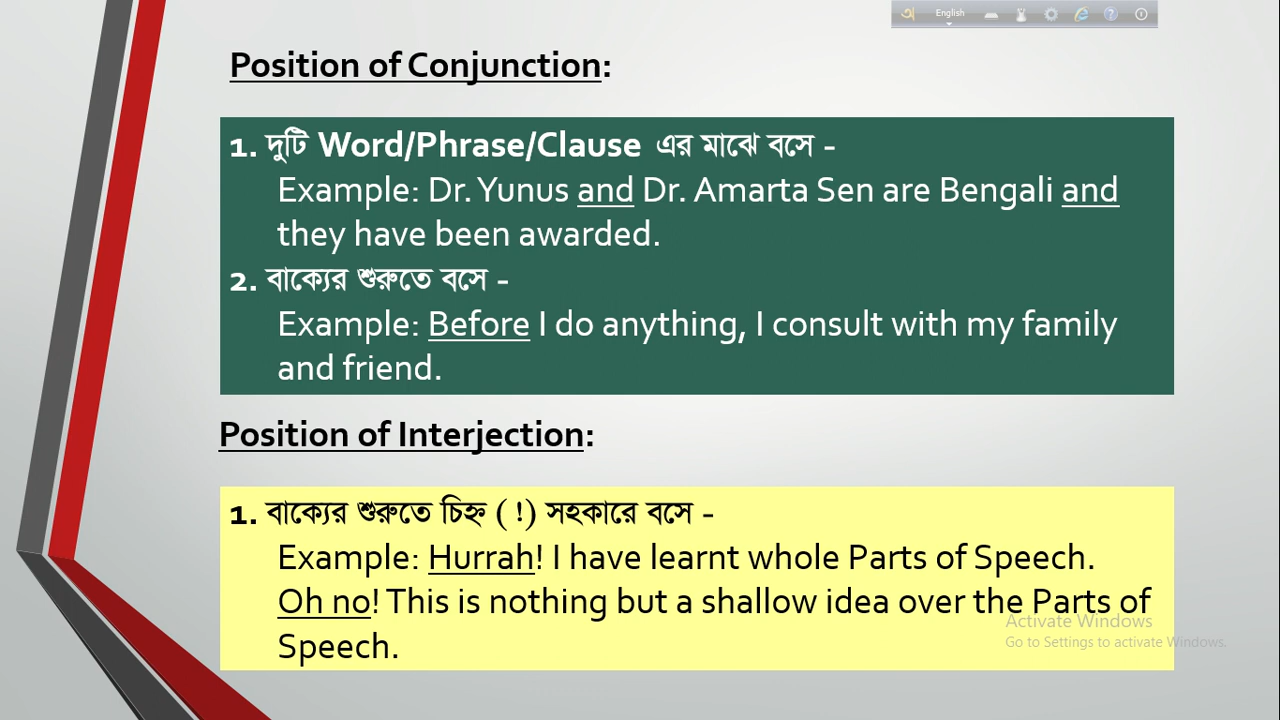 অ English
Position of Conjunction:
1. দুটি Word/Phrase/Clause এর মাঝে বসে -
Example: Dr. Yunus and Dr. Amarta Sen are Bengali and
they have been awarded.
2. বাক্যের শুরুতে বসে -
Example: Before I do anything, I consult with my family
and friend.
Position of Interjection:
1. বাক্যের শুরুতে চিহ্ন ( !) সহকারে বসে -
Example: Hurrah! I have learnt whole Parts of Speech.
Oh no! This is nothing but a shallow idea over the Parts of
Speech.
Activate Windows
Go to Settings to activate Windows.